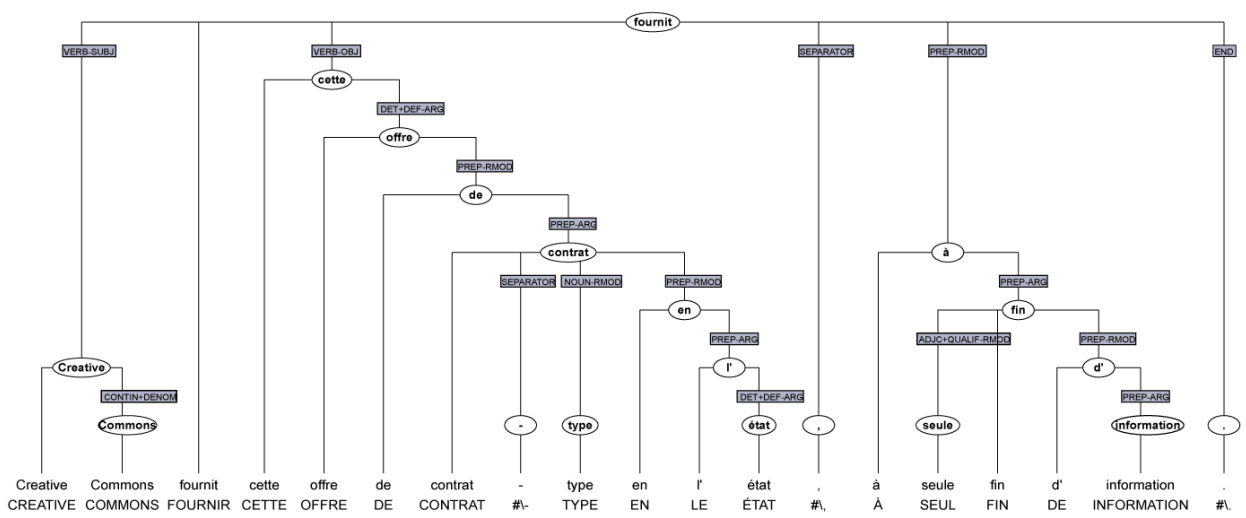 fournit
VERB-SUBJ VERB-OBJ SEPARATOR PREP-RMOD END
cette
DET+DEF-ARG
offre
PREP-RMOD
de
PREP-ARG
contrat à
SEPARATOR NOUN-RMOD PREP-RMOD PREP-ARG
en fin
PREP-ARG ADJC+QUALIF-RMOD PREP-RMOD
Creative l' d'
CONTIN+DENOM DET+DEF-ARG PREP-ARG
Commons - type état , seule information .
Creative Commons fournit cette offre de contrat - type en l' état , à seule fin d' information .
CREATIVE COMMONS FOURNIR CETTE OFFRE DE CONTRAT #\- TYPE EN LE ÉTAT #\, À SEUL FIN DE INFORMATION #\.